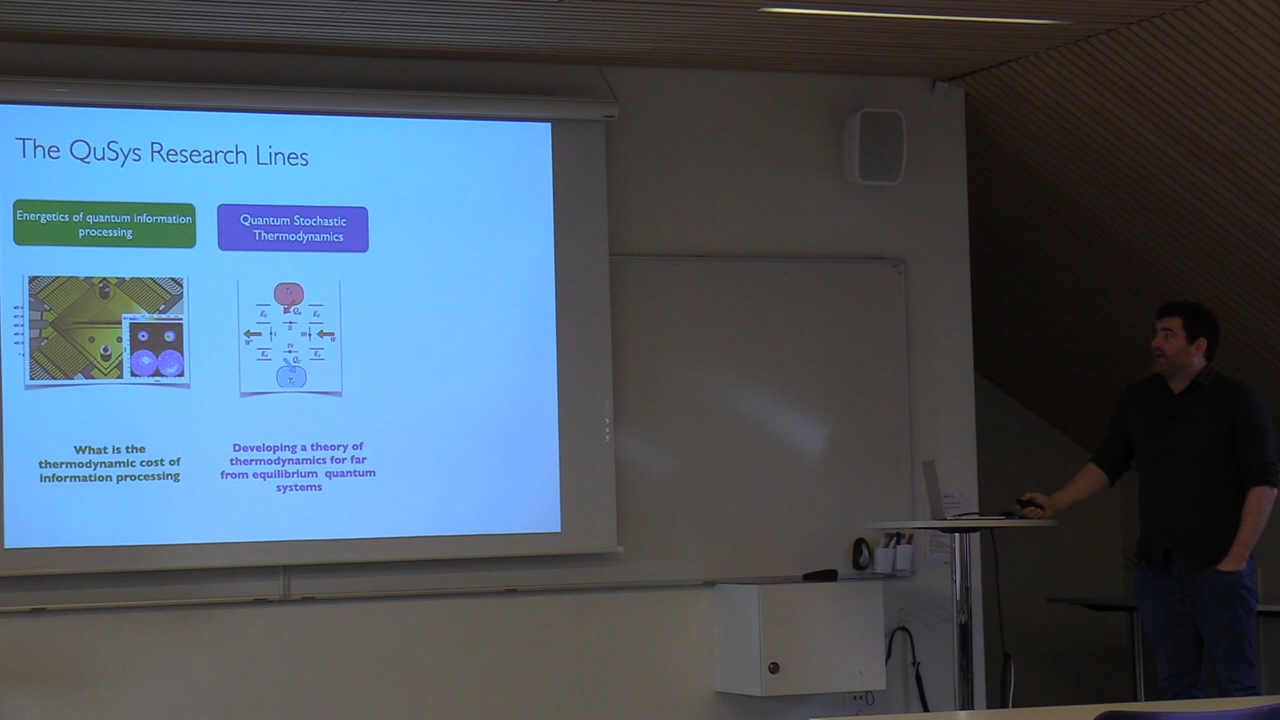 The QuSys Research Lines
Energetics of quantum information
processing
Quantum Stochastic
Thermodynamics
What is the
thermodynamic cost of
information processing
Developing a theory of
thermodynamics for far
from equilibrium quantum
systems